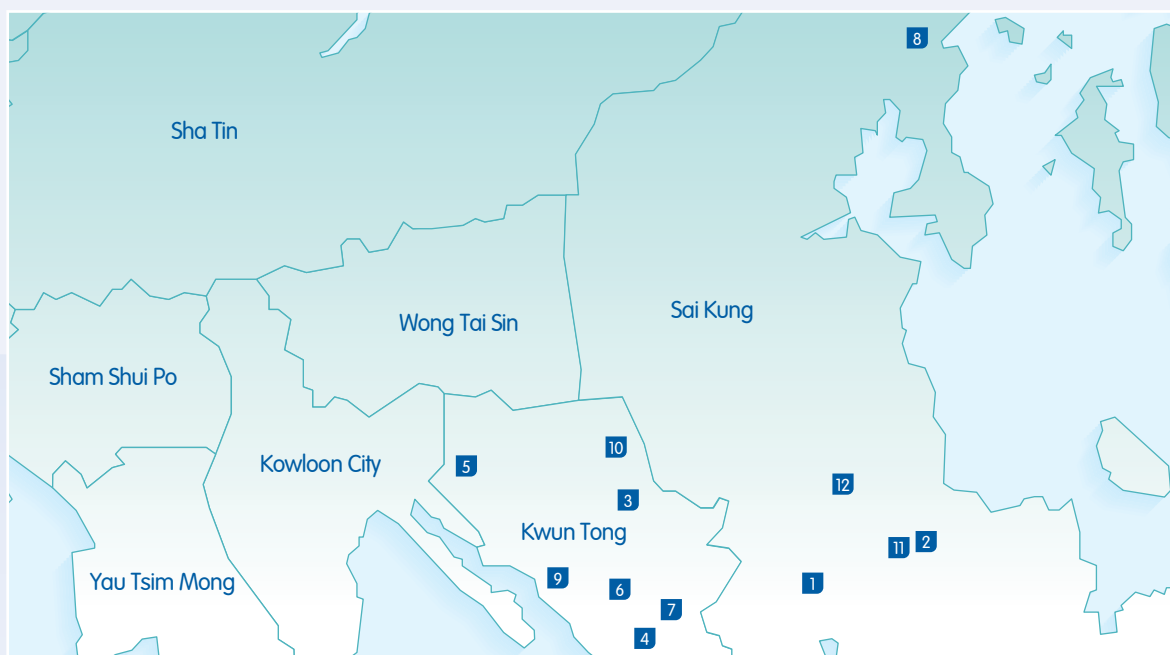 8
Sha Tin
Sai Kung
Wong Tai Sin
Sham Shui Po
10
Kowloon City
5
12
3
Kwun Tong
2
11
9
Yau Tsim Mong
1
6
7
4